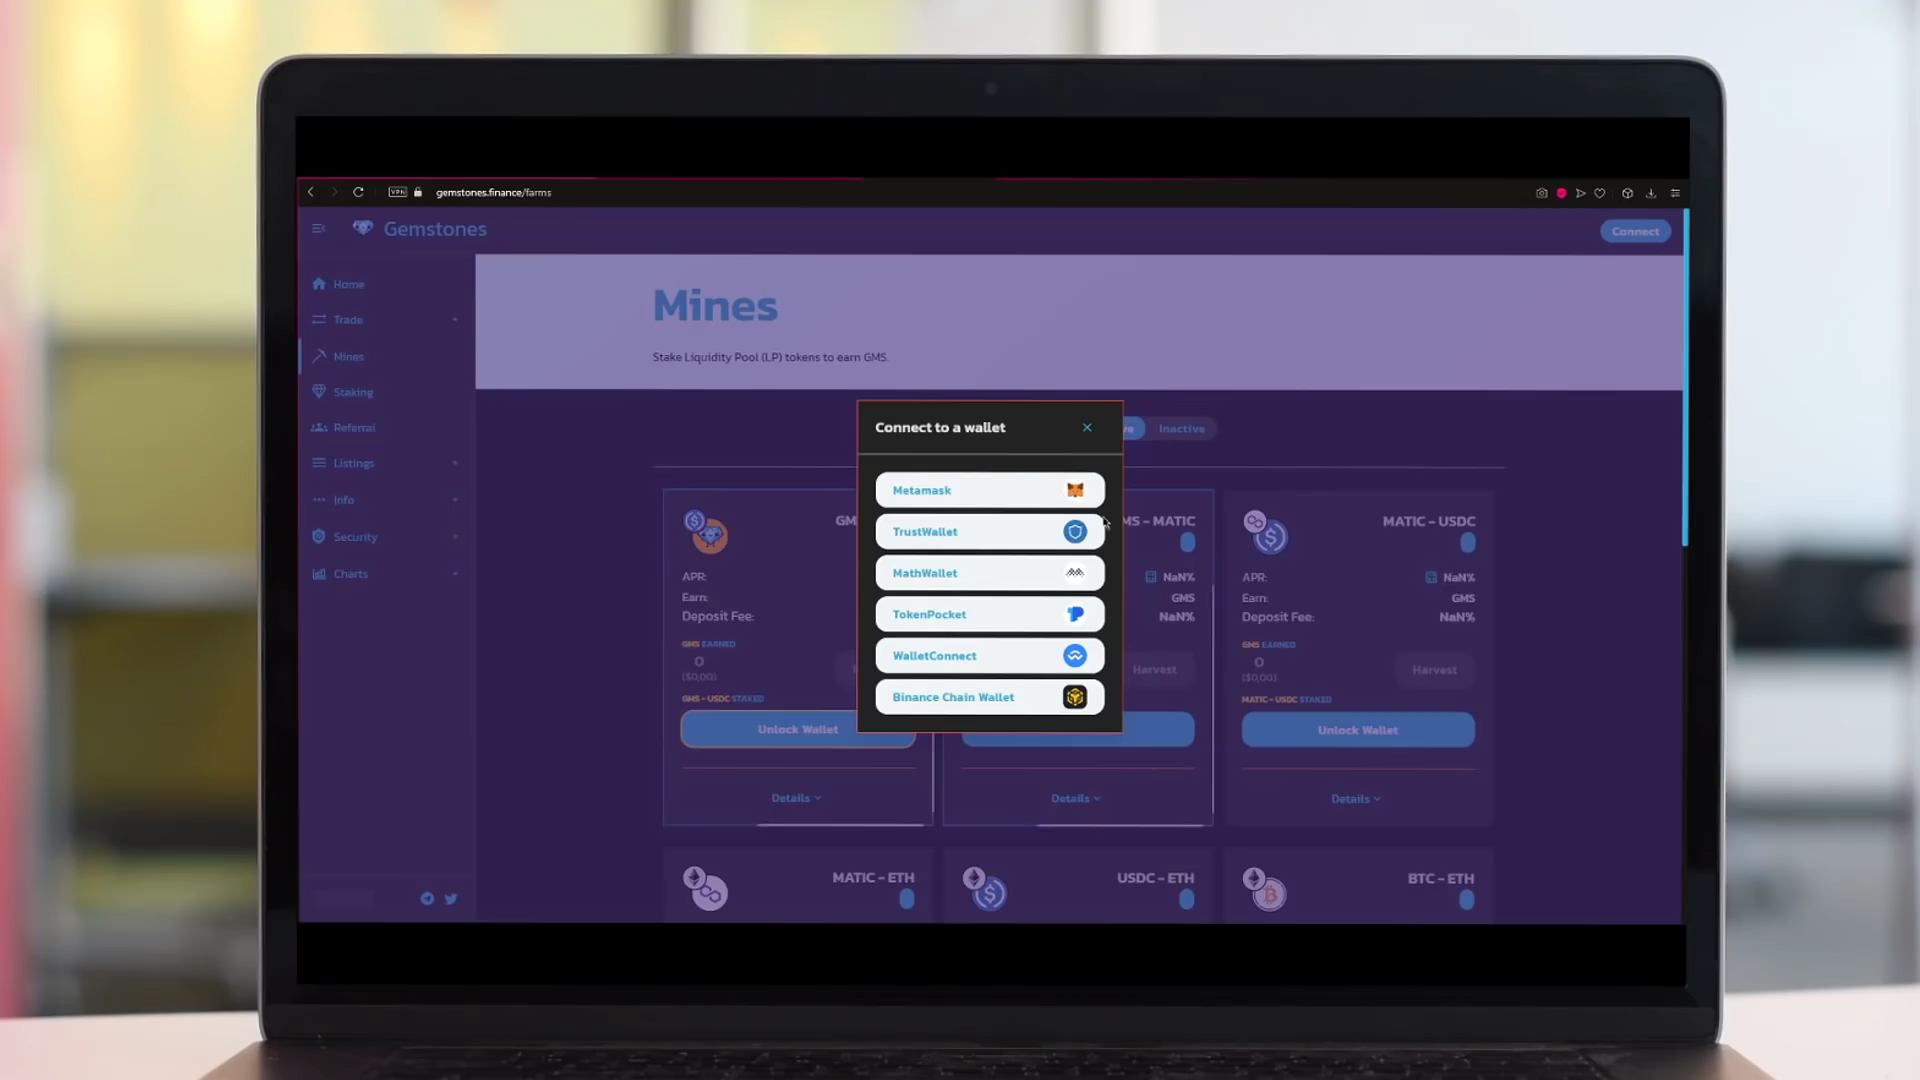 VPN gemstones.finance/farms
Gemstones
Connect
Home
Trade
Mines
Staking
Referral
Listings
Info
Security
Charts
Mines
Stake Liquidity Pool (LP) tokens to earn GMS.
Inactive
Connect to a wallet
Metamask
TrustWallet
MathWallet
TokenPocket
WalletConnect
Binance Chain Wallet
APR:
Earn:
Deposit Fee:
GMS EARNED
0
($0,00)
GMS - USDC STAKED
Unlock Wallet
Details
MS - MATIC
NaN%
NaN%
Harvest
Details
MATIC - USDC
APR: NaN%
Earn: GMS
Deposit Fee: NaN%
GMS EARNED
0
($0,00)
Harvest
MATIC - USDC STAKED
Unlock Wallet
Details
MATIC - ETH
USDC - ETH
BTC - ETH